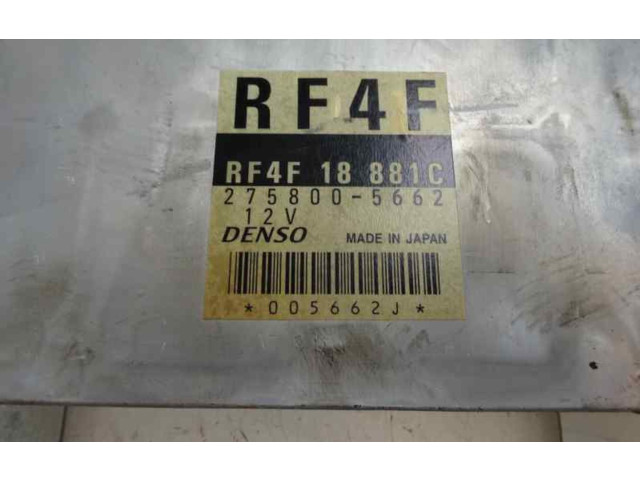 RF4F
RF4F 18 881C
275800-5662
12V
DENSO MADE IN JAPAN
*005662J*